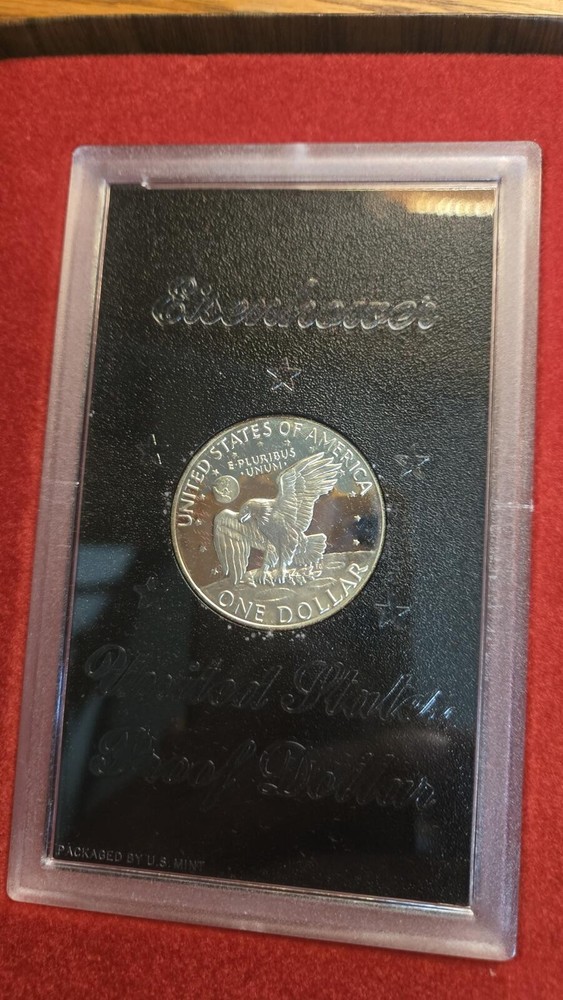 Eisenhower
UNITED STATES OF AMERICA
E·PLURIBUS
·UNUM·
ONE DOLLAR
United States
Proof Dollar
PACKAGED BY U.S. MINT